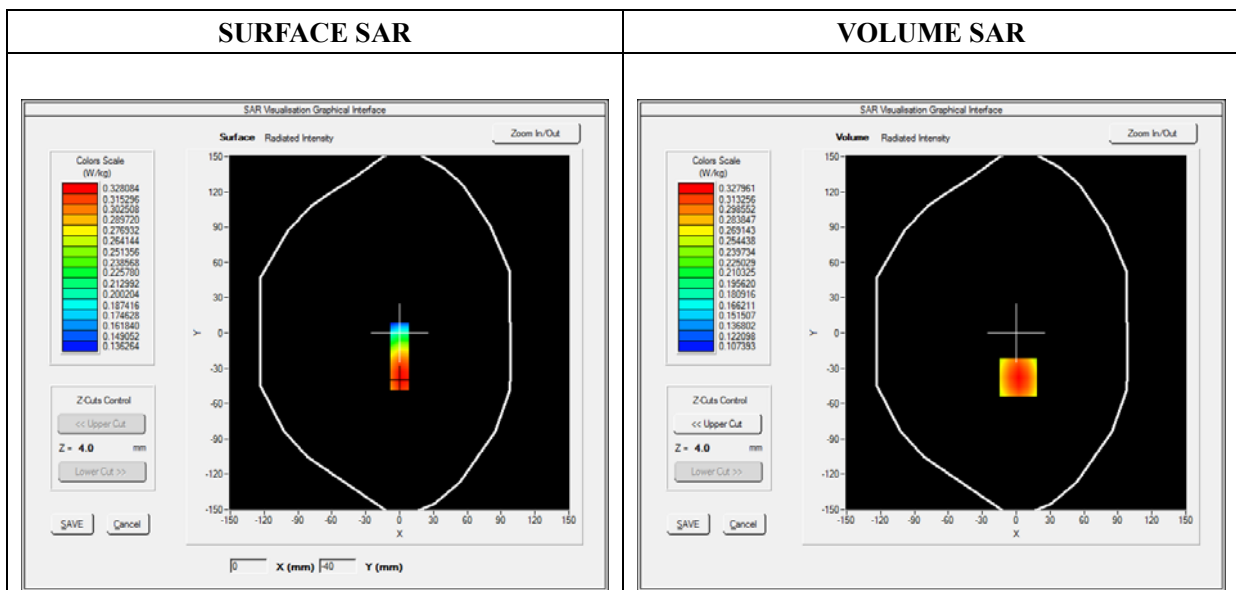 SURFACE SAR
VOLUME SAR
SAR Visualisation Graphical Interface
Surface Radiated Intensity
Zoom In/Out
Colors Scale
(W/kg)
0.328084
0.315296
0.302508
0.289720
0.276932
0.264144
0.251356
0.238568
0.225780
0.212992
0.200204
0.187416
0.174628
0.161840
0.149052
0.136264
Z-Cuts Control
<< Upper Cut
Z = 4.0 mm
Lower Cut >>
SAVE Cancel
150
120
90
60
30
0
-30
-60
-90
-120
-150
Y
-150 -120 -90 -60 -30 0 30 60 90 120 150
X
0 X (mm) -40 Y (mm)
SAR Visualisation Graphical Interface
Volume Radiated Intensity
Zoom In/Out
Colors Scale
(W/kg)
0.327961
0.313256
0.298552
0.283847
0.269143
0.254438
0.239734
0.225029
0.210325
0.195620
0.180916
0.166211
0.151507
0.136802
0.122098
0.107393
Z-Cuts Control
<< Upper Cut
Z = 4.0 mm
Lower Cut >>
SAVE Cancel
150
120
90
60
30
0
-30
-60
-90
-120
-150
Y
-150 -120 -90 -60 -30 0 30 60 90 120 150
X